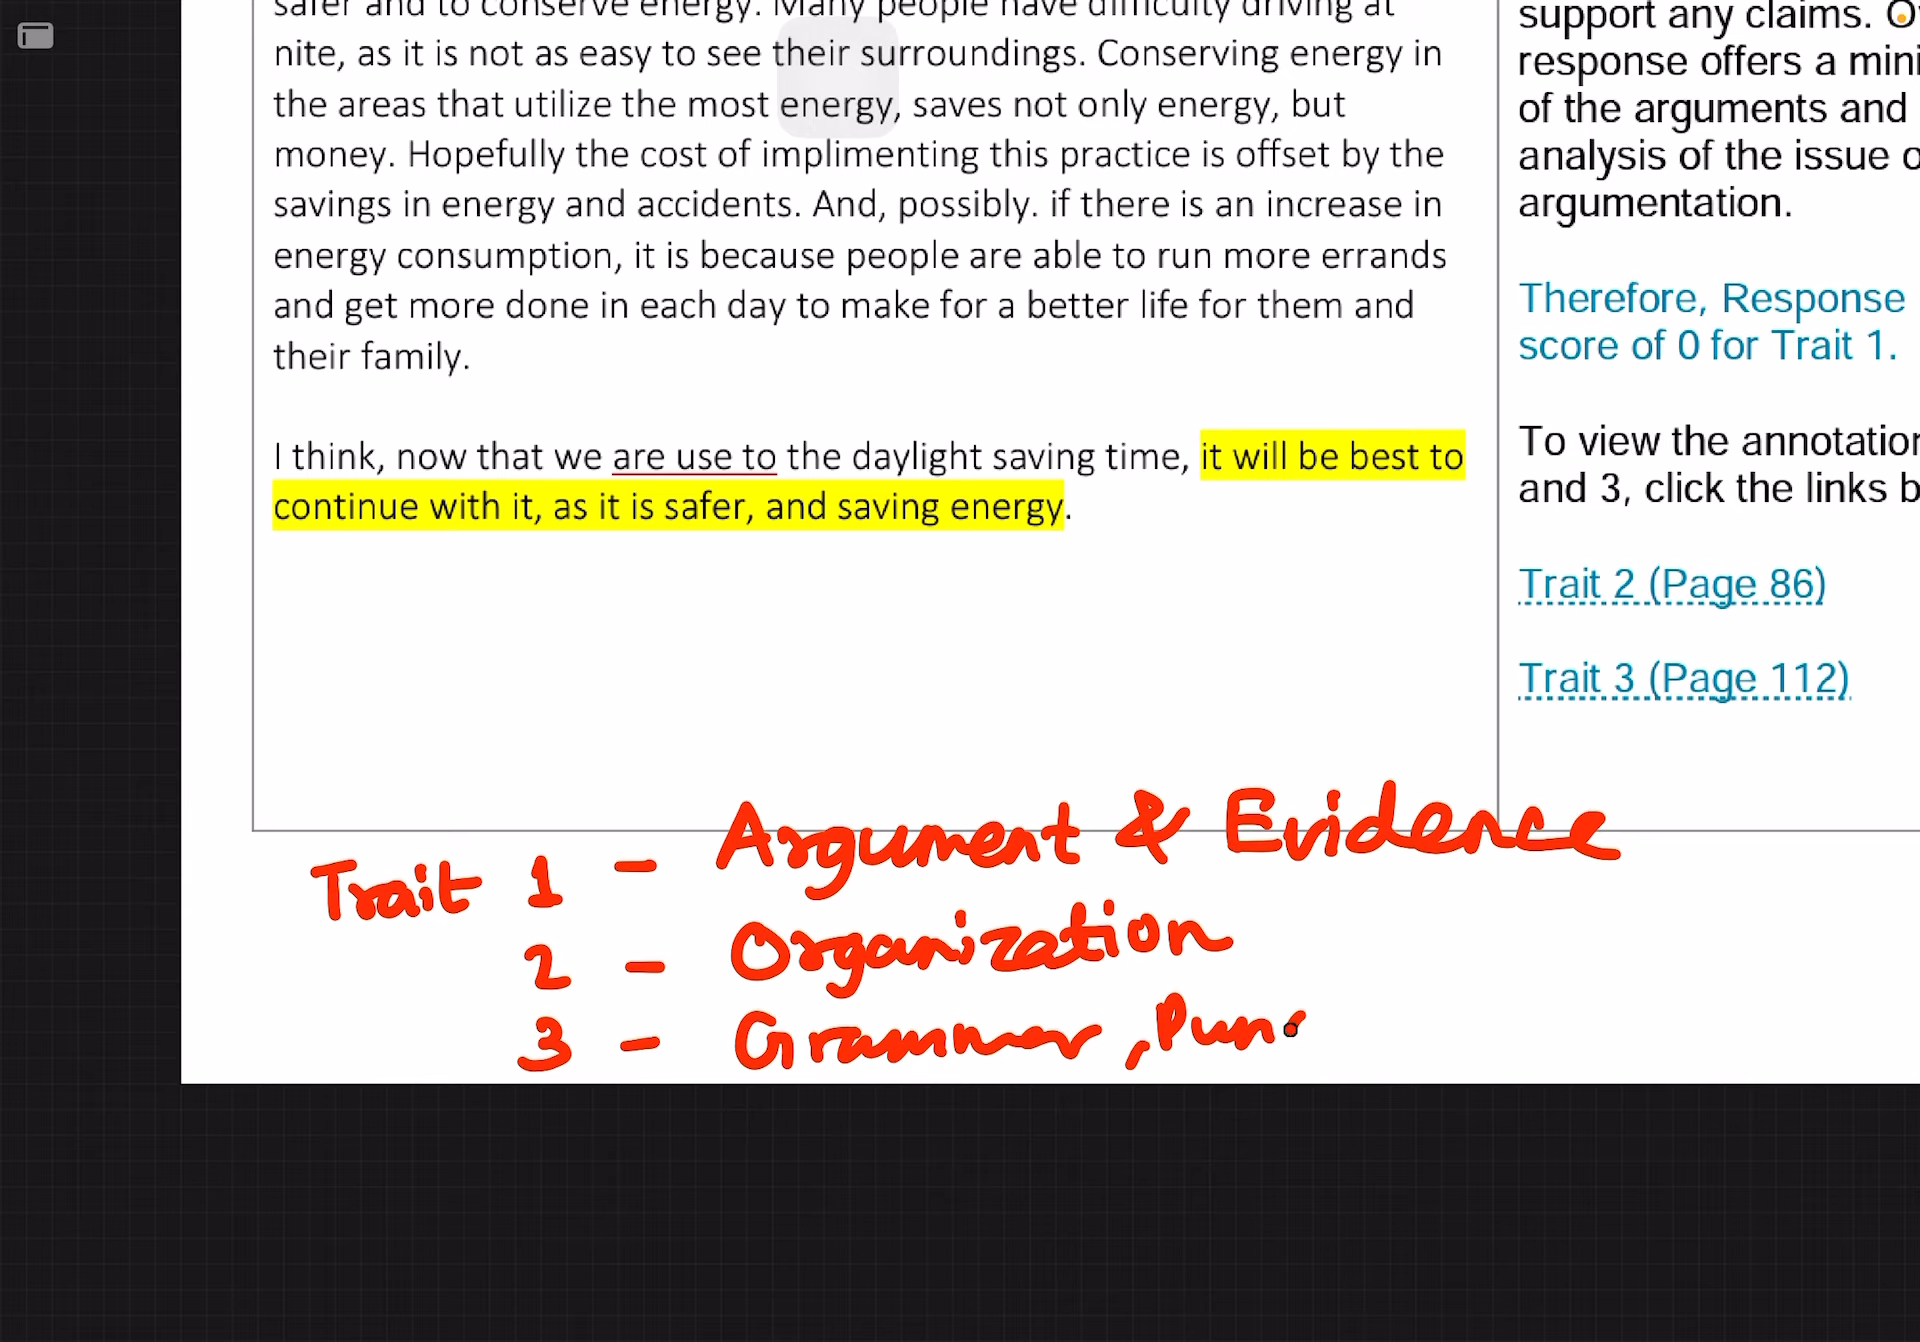 safer and to conserve energy. Many people have difficulty driving at
nite, as it is not as easy to see their surroundings. Conserving energy in
the areas that utilize the most energy, saves not only energy, but
money. Hopefully the cost of implimenting this practice is offset by the
savings in energy and accidents. And, possibly. if there is an increase in
energy consumption, it is because people are able to run more errands
and get more done in each day to make for a better life for them and
their family.
I think, now that we are use to the daylight saving time, it will be best to
continue with it, as it is safer, and saving energy.
support any claims.
response offers a mini
of the arguments and
analysis of the issue o
argumentation.
Therefore, Response
score of 0 for Trait 1.
To view the annotation
and 3, click the links b
Trait 2 (Page 86)
Trait 3 (Page 112)
Trait 1 - Argument & Evidence
2 - Organization
3 - Grammar, Punc